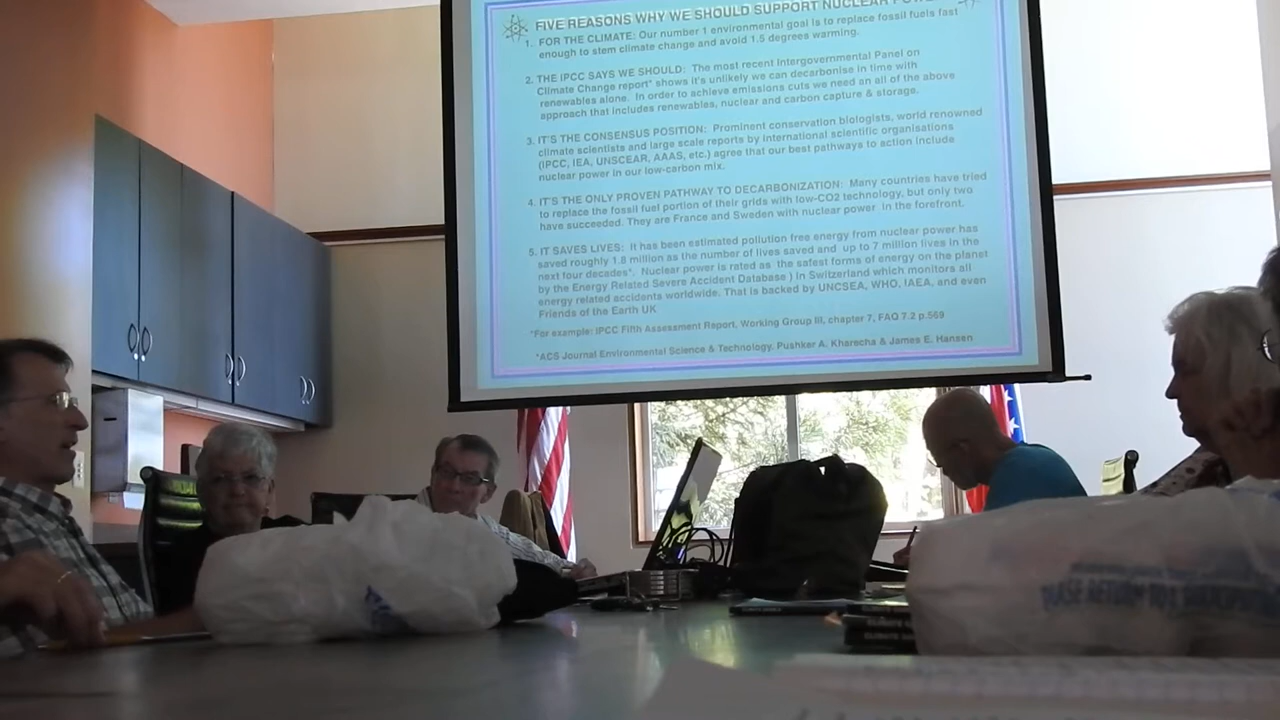 FIVE REASONS WHY WE SHOULD SUPPORT NUCLEAR
1. FOR THE CLIMATE: Our number 1 environmental goal is to replace fossil fuels fast
enough to stem climate change and avoid 1.5 degrees warming.
2. THE IPCC SAYS WE SHOULD: The most recent Intergovernmental Panel on
Climate Change report* shows it's unlikely we can decarbonise in time with
renewables alone. In order to achieve emissions cuts we need an all of the above
approach that includes renewables, nuclear and carbon capture & storage.
3. IT'S THE CONSENSUS POSITION: Prominent conservation biologists, world renowned
climate scientists and large scale reports by international scientific organisations
(IPCC, IEA, UNSCEAR, AAAS, etc.) agree that our best pathways to action include
nuclear power in our low-carbon mix.
4. IT'S THE ONLY PROVEN PATHWAY TO DECARBONIZATION: Many countries have tried
to replace the fossil fuel portion of their grids with low-CO2 technology, but only two
have succeeded. They are France and Sweden with nuclear power in the forefront.
5. IT SAVES LIVES: It has been estimated pollution free energy from nuclear power has
saved roughly 1.8 million as the number of lives saved and up to 7 million lives in the
next four decades*. Nuclear power is rated as the safest forms of energy on the planet
by the Energy Related Severe Accident Database ) in Switzerland which monitors all
energy related accidents worldwide. That is backed by UNCSEA, WHO, IAEA, and even
Friends of the Earth UK
*For example: IPCC Fifth Assessment Report, Working Group III, chapter 7, FAQ 7.2 p.569
*ACS Journal Environmental Science & Technology. Pushker A. Kharecha & James E. Hansen
RETURN TO
CLIMATE